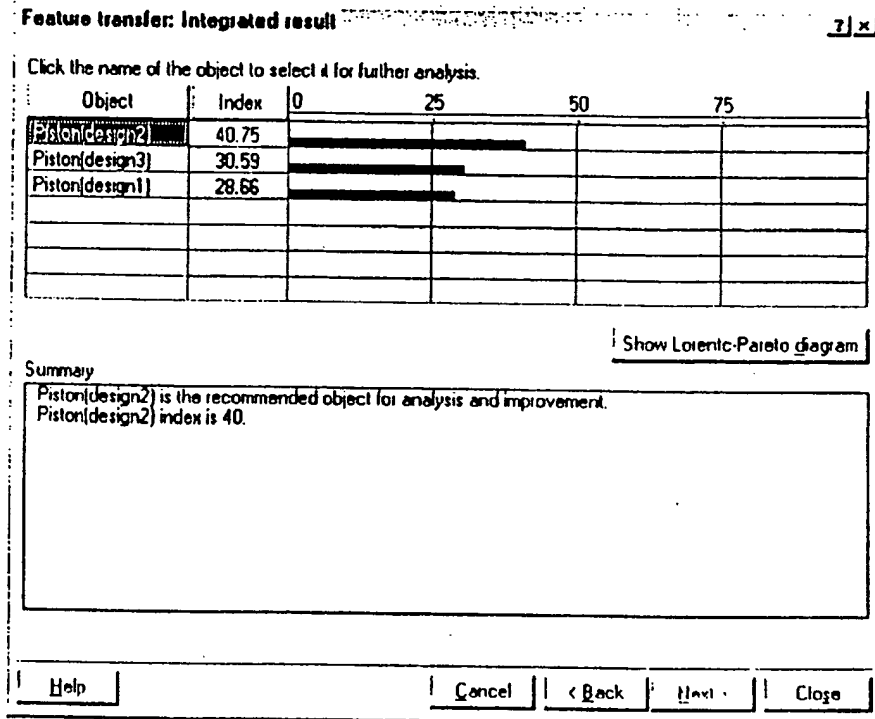 Feature transfer: Integrated result
? ×
Click the name of the object to select it for further analysis.
Object Index 0 25 50 75
Piston(design2) 40.75
Piston(design3) 30.59
Piston(design1) 28.66
Show Lorentc-Pareto diagram
Summary
Piston(design2) is the recommended object for analysis and improvement.
Piston(design2) index is 40.
Help Cancel < Back Next > Close